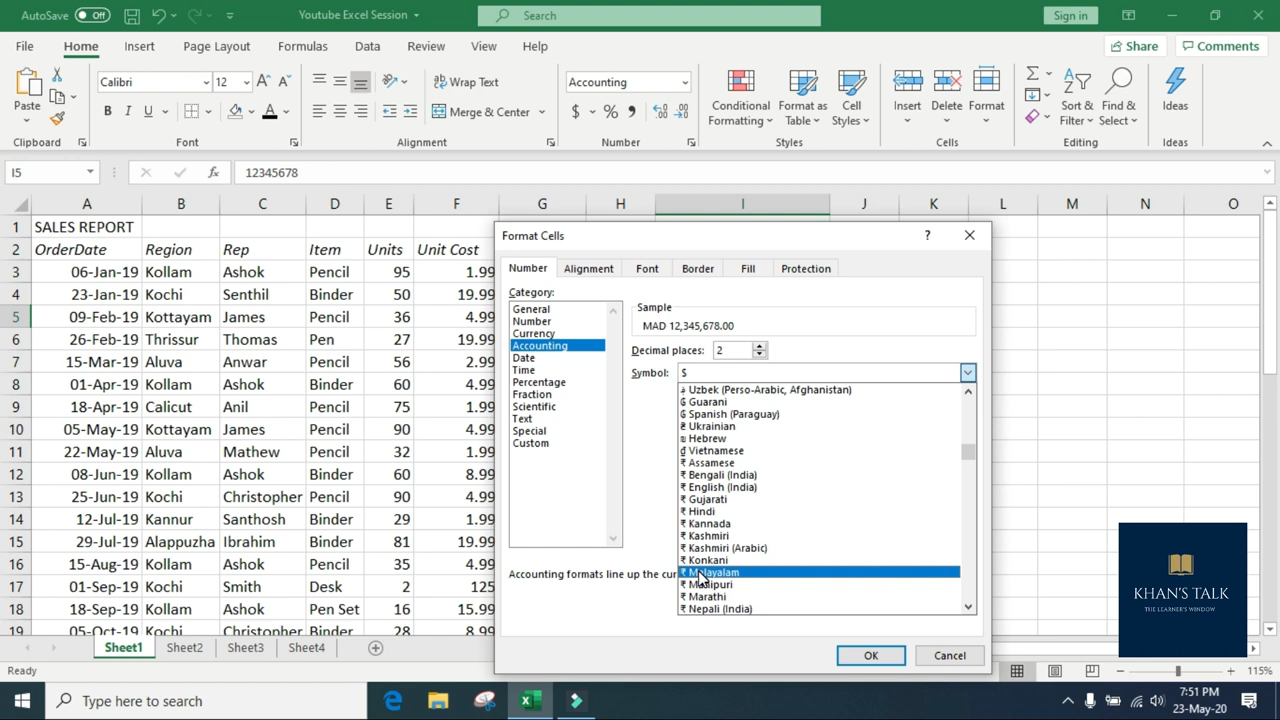 AutoSave Off Youtube Excel Session Search Sign in
File Home Insert Page Layout Formulas Data Review View Help Share Comments
Paste Calibri 12 Wrap Text Accounting Conditional Formatting Format as Table Cell Styles Insert Delete Format Sort & Filter Find & Select Ideas
B I U Merge & Center $ % ,
Clipboard Font Alignment Number Styles Cells Editing Ideas
I5 fx 12345678
A B C D E F G H I J K L M N O
1 SALES REPORT
2 OrderDate Region Rep Item Units Unit Cost
3 06-Jan-19 Kollam Ashok Pencil 95 1.99
4 23-Jan-19 Kochi Senthil Binder 50 19.99
5 09-Feb-19 Kottayam James Pencil 36 4.99
6 26-Feb-19 Thrissur Thomas Pen 27 19.99
7 15-Mar-19 Aluva Anwar Pencil 56 2.99
8 01-Apr-19 Kollam Ashok Binder 60 4.99
9 18-Apr-19 Calicut Anil Pencil 75 1.99
10 05-May-19 Kottayam James Pencil 90 4.99
11 22-May-19 Aluva Mathew Pencil 32 1.99
12 08-Jun-19 Kollam Ashok Binder 60 8.99
13 25-Jun-19 Kochi Christopher Pencil 90 4.99
14 12-Jul-19 Kannur Santhosh Binder 29 1.99
15 29-Jul-19 Alappuzha Ibrahim Binder 81 19.99
16 15-Aug-19 Kollam Ashok Pencil 35 4.99
17 01-Sep-19 Kochi Smith Desk 2 125
18 18-Sep-19 Kollam Ashok Pen Set 16 15.99
19 05-Oct-19 Kochi Christopher Binder 28 8.99
Format Cells ?
Number Alignment Font Border Fill Protection
Category:
General
Number
Currency
Accounting
Date
Time
Percentage
Fraction
Scientific
Text
Special
Custom
Sample
MAD 12,345,678.00
Decimal places: 2
Symbol: $
؋ Uzbek (Perso-Arabic, Afghanistan)
₲ Guarani
₲ Spanish (Paraguay)
₴ Ukrainian
₪ Hebrew
₫ Vietnamese
₹ Assamese
₹ Bengali (India)
₹ English (India)
₹ Gujarati
₹ Hindi
₹ Kannada
₹ Kashmiri
₹ Kashmiri (Arabic)
₹ Konkani
₹ Malayalam
₹ Manipuri
₹ Marathi
₹ Nepali (India)
Accounting formats line up the cur
OK Cancel
KHAN'S TALK
THE LEARNER'S WINDOW
Sheet1 Sheet2 Sheet3 Sheet4
Ready 115%
Type here to search 7:51 PM
23-May-20